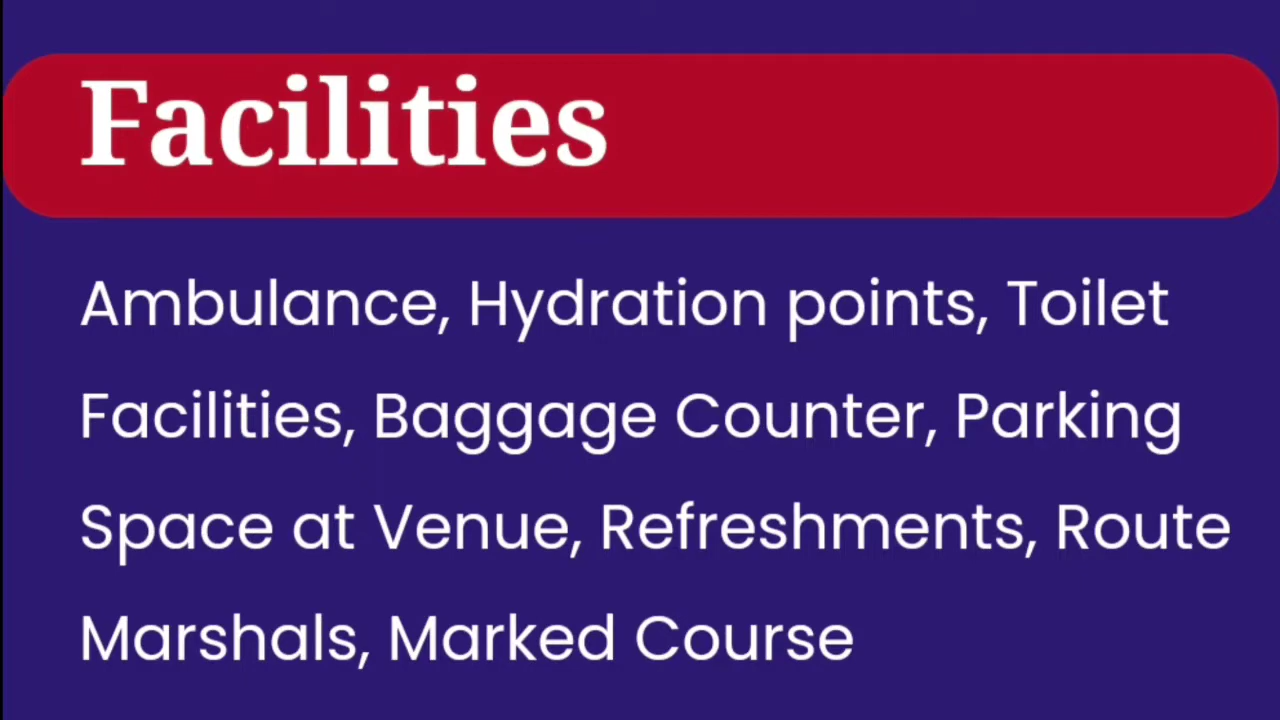 Facilities
Ambulance, Hydration points, Toilet
Facilities, Baggage Counter, Parking
Space at Venue, Refreshments, Route
Marshals, Marked Course